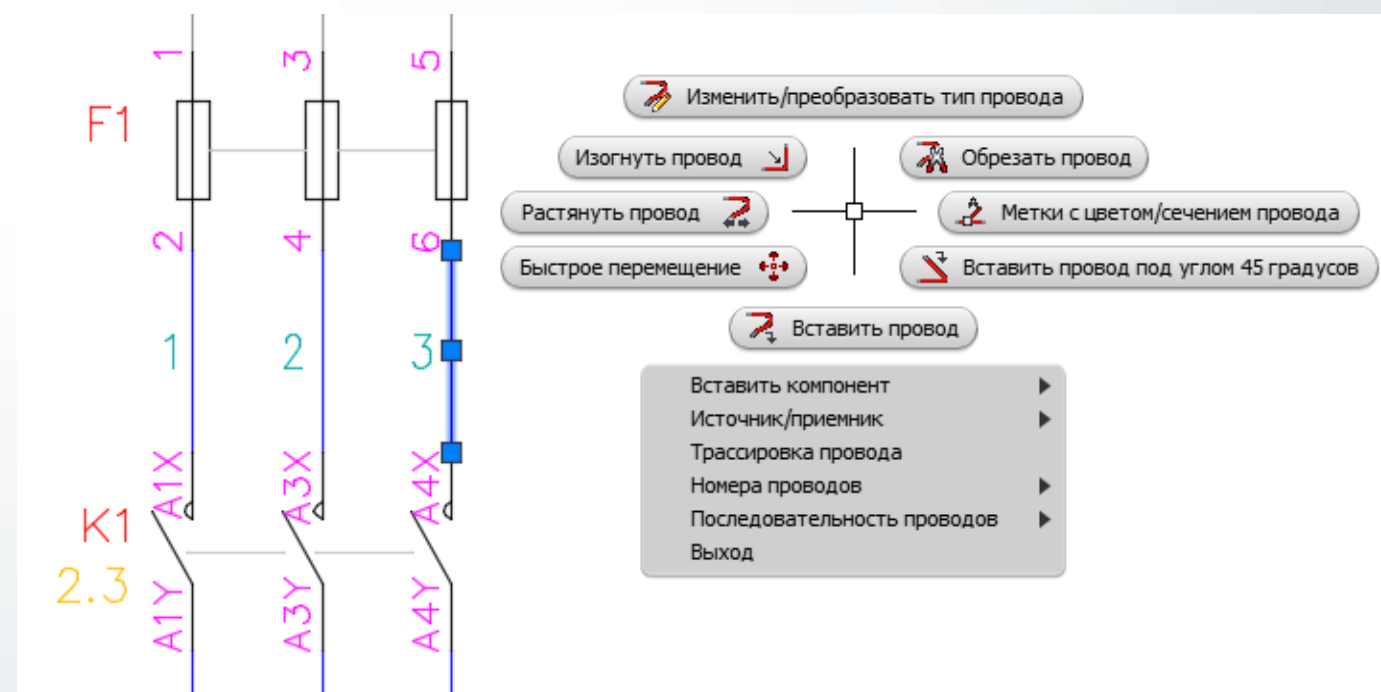 1
3
5
F1
2
4
6
1
2
3
A1X
A3X
A4X
K1
2.3
A1Y
A3Y
A4Y
Изменить/преобразовать тип провода
Изогнуть провод
Обрезать провод
Растянуть провод
Метки с цветом/сечением провода
Быстрое перемещение
Вставить провод под углом 45 градусов
Вставить провод
Вставить компонент
Источник/приемник
Трассировка провода
Номера проводов
Последовательность проводов
Выход